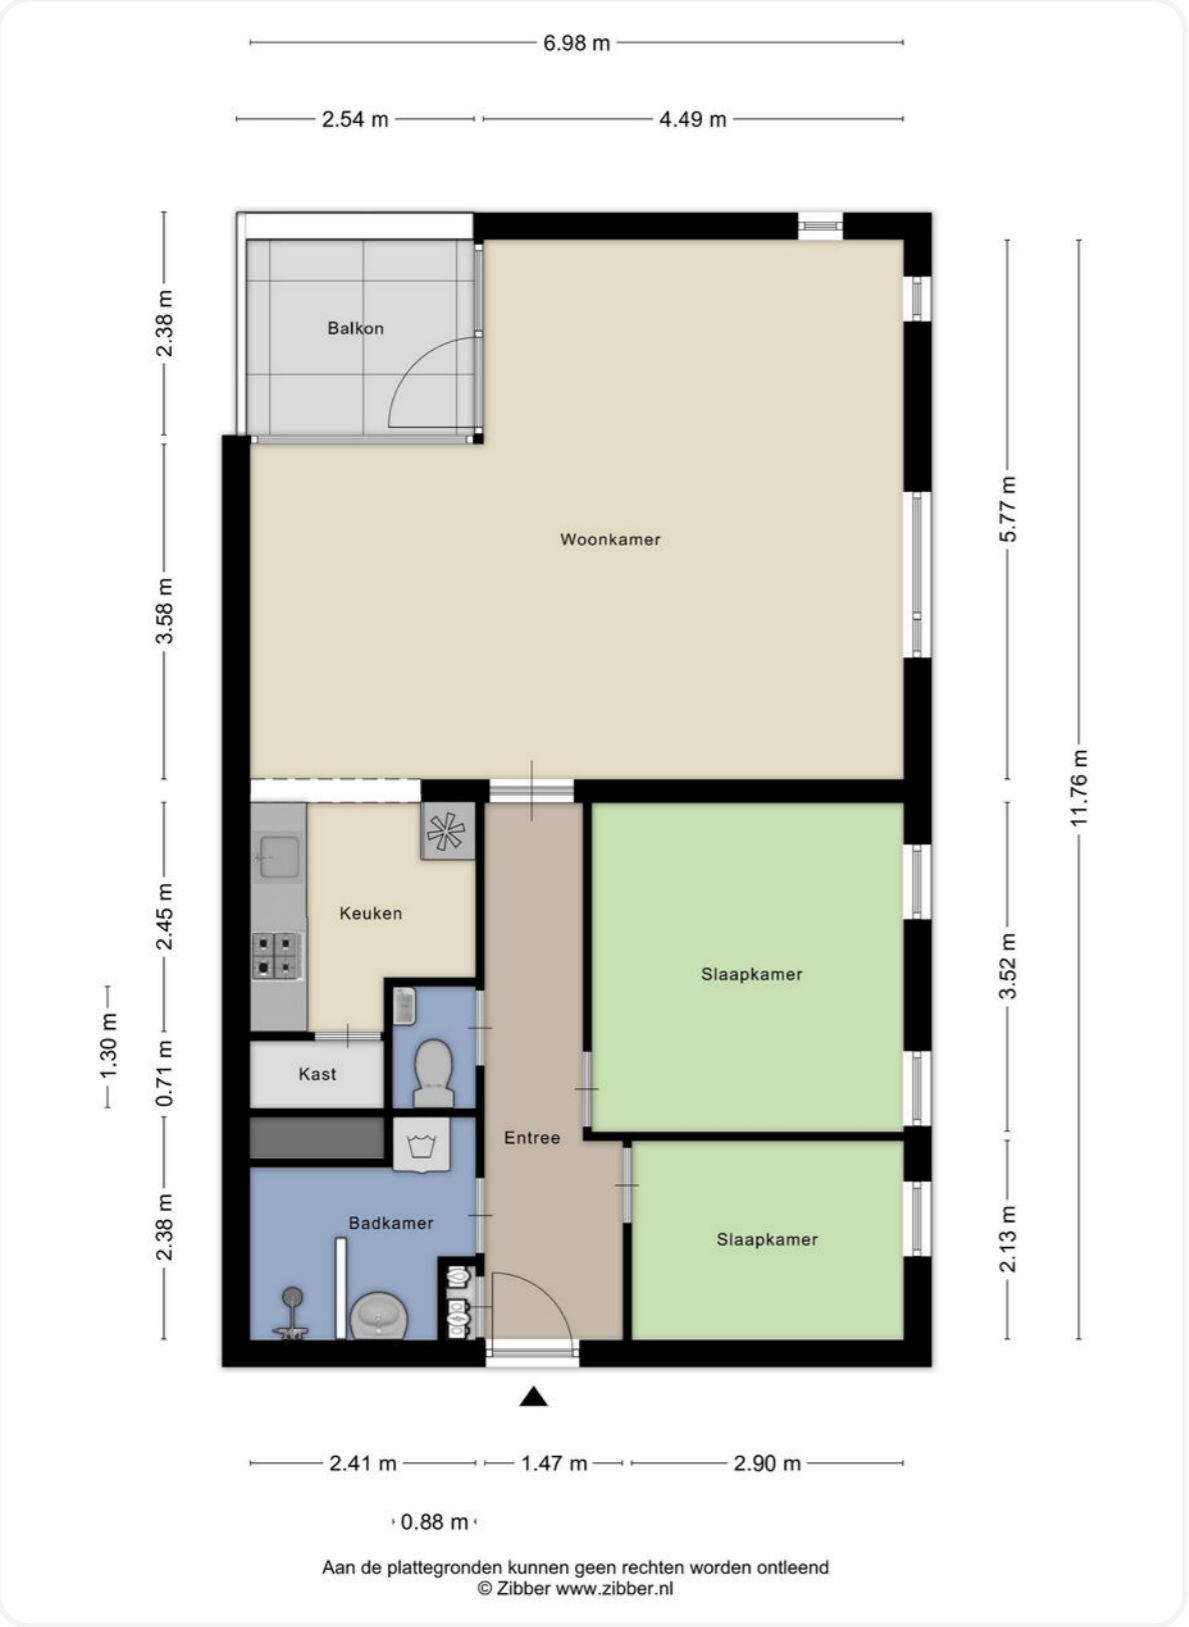 6.98 m
2.54 m
4.49 m
2.38 m
Balkon
5.77 m
Woonkamer
3.58 m
11.76 m
2.45 m
Keuken
3.52 m
Slaapkamer
1.30 m
0.71 m
Kast
Entree
2.38 m
Badkamer
2.13 m
Slaapkamer
2.41 m
1.47 m
2.90 m
0.88 m
Aan de plattegronden kunnen geen rechten worden ontleend
© Zibber www.zibber.nl